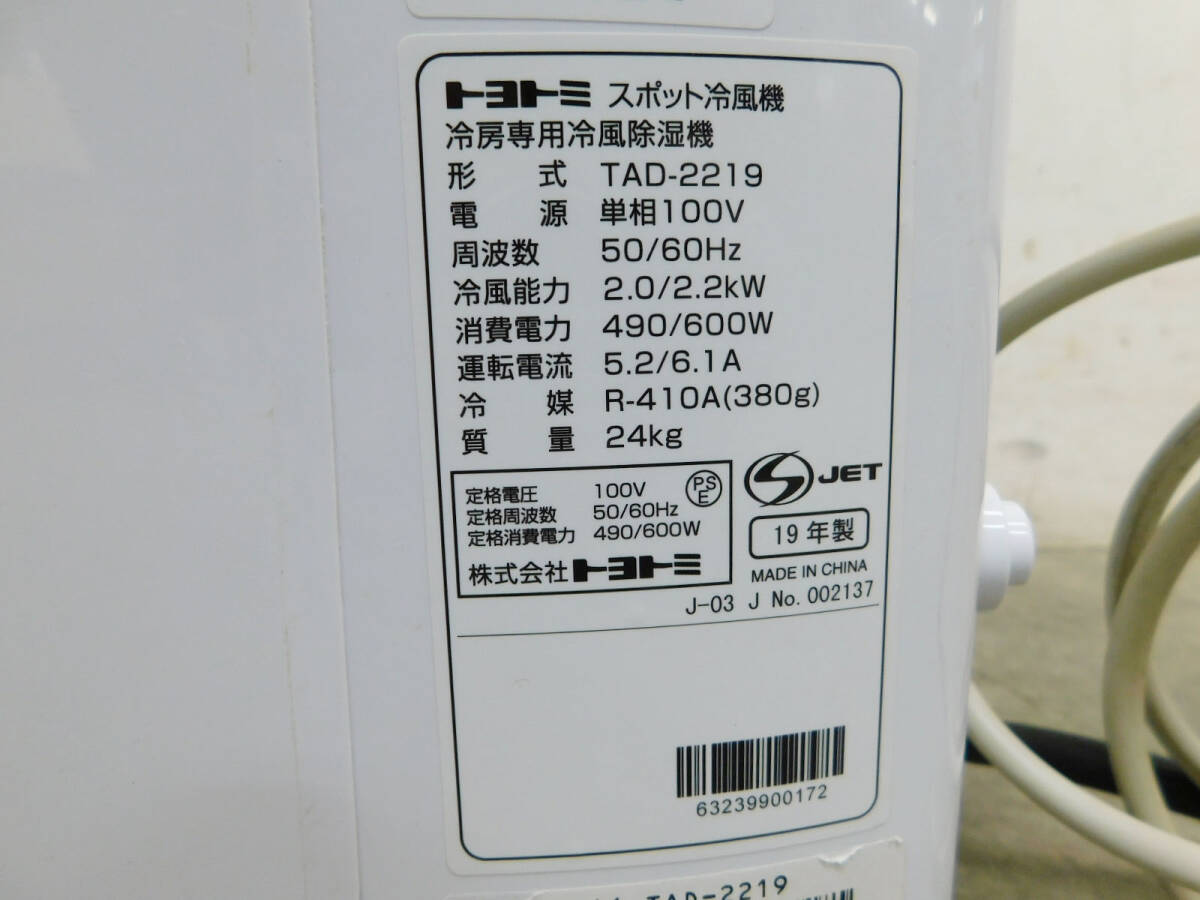 トヨトミ スポット冷風機
冷房専用冷風除湿機
形 式 TAD-2219
電 源 単相100V
周波数 50/60Hz
冷風能力 2.0/2.2kW
消費電力 490/600W
運転電流 5.2/6.1A
冷 媒 R-410A(380g)
質 量 24kg
定格電圧 100V
定格周波数 50/60Hz
定格消費電力 490/600W
株式会社トヨトミ
PS
E
S JET
19年製
MADE IN CHINA
J-03 J No. 002137
63239900172
TAD-2219